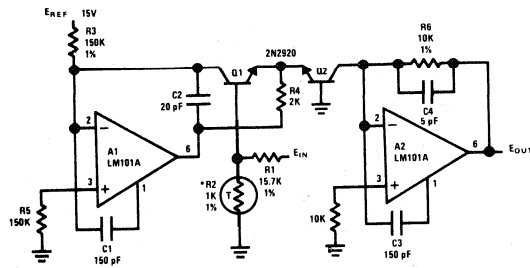 EREF 15V
R3
150K
1%
Q1
2N2920
Q2
R6
10K
1%
C2
20 pF
R4
2K
C4
5 pF
2
A1
LM101A
6
3
1
EIN
R1
15.7K
1%
*R2
1K
1%
T
R5
150K
C1
150 pF
2
A2
LM101A
6
EOUT
3
1
10K
C3
150 pF